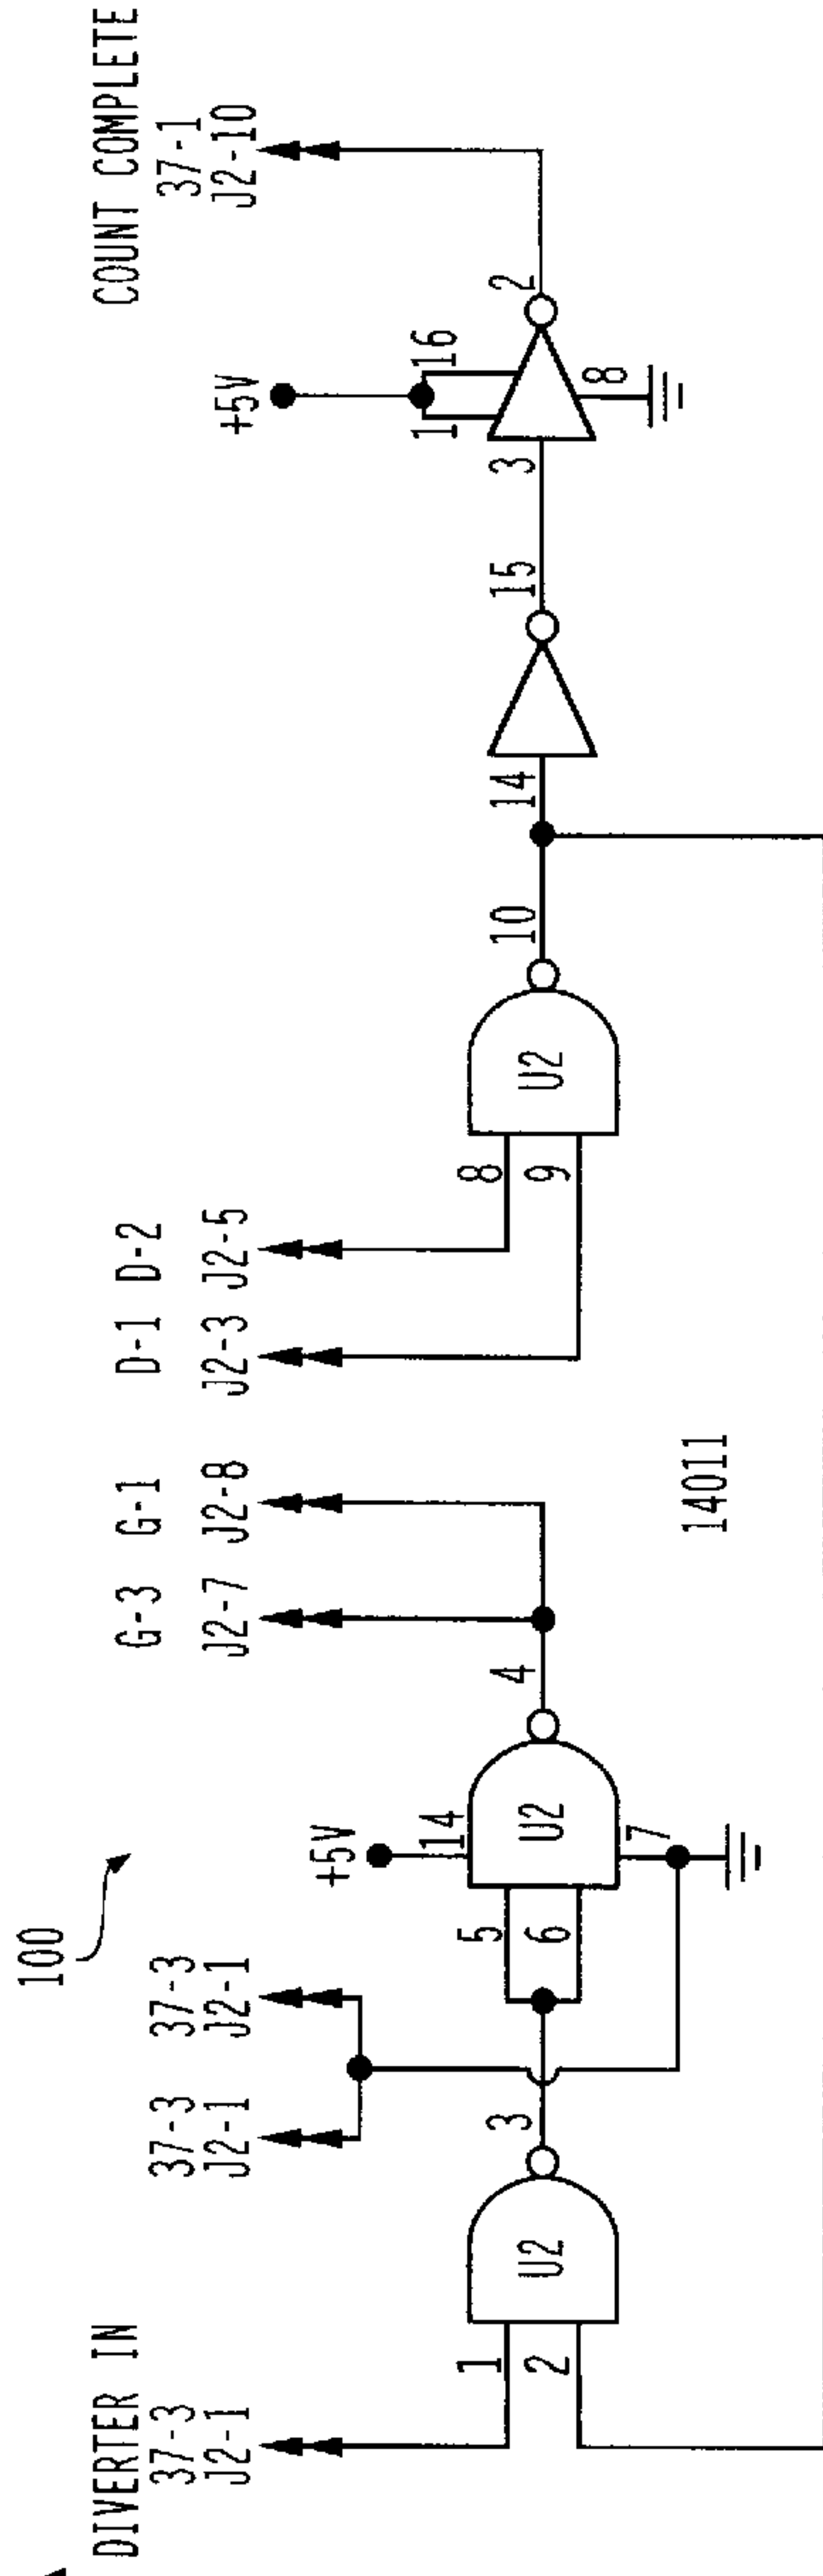 100
DIVERTER IN
37-3
J2-1
37-3
J2-1
37-3
J2-1
G-3
J2-7
G-1
J2-8
D-1
J2-3
D-2
J2-5
COUNT COMPLETE
37-1
J2-10
1
2
U2
3
5
6
+5V
14
U2
7
4
14011
8
9
U2
10
14
15
3
+5V
1
16
8
2